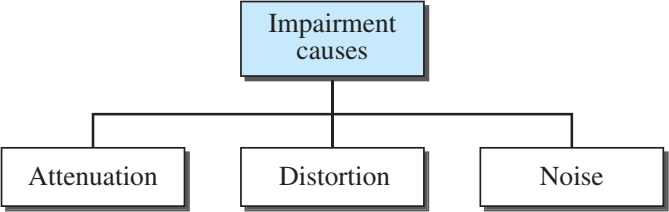 Impairment
causes
Attenuation
Distortion
Noise